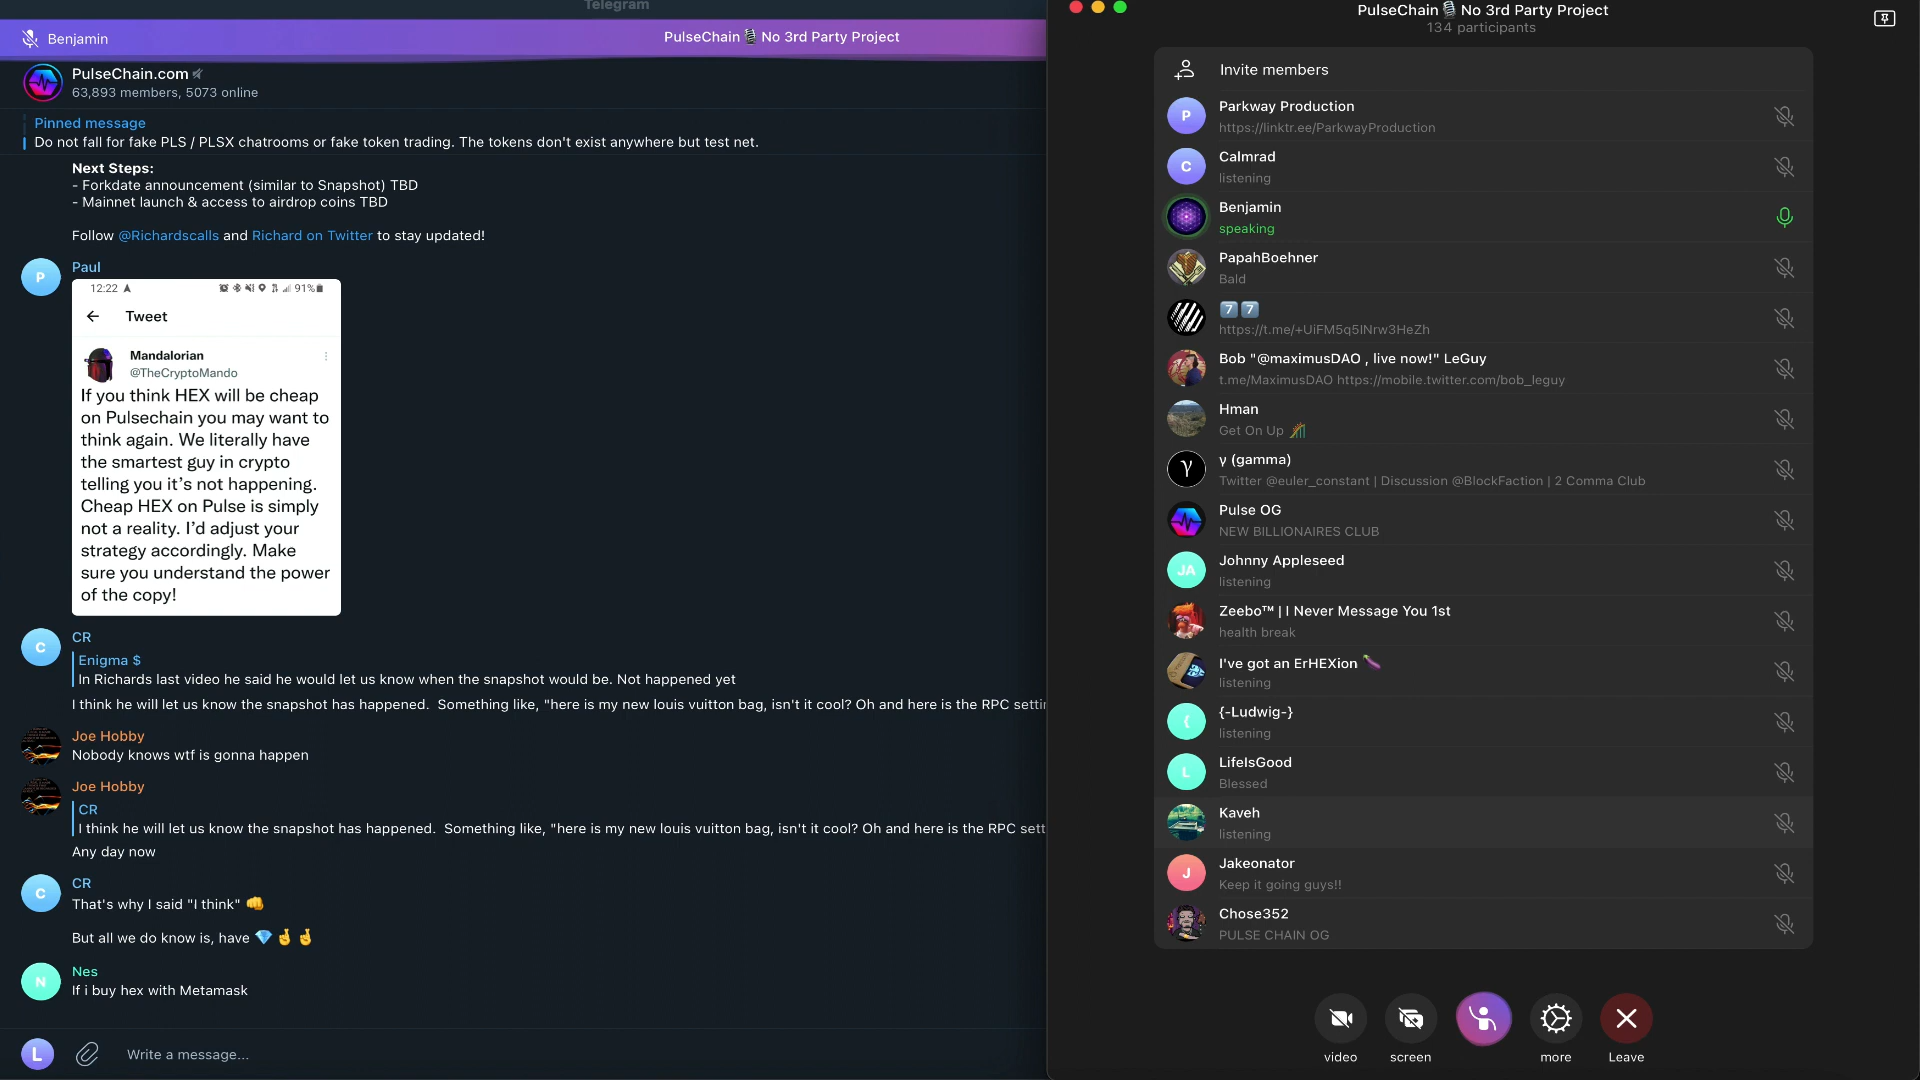 Telegram
Benjamin
PulseChain🎙️No 3rd Party Project
PulseChain.com
63,893 members, 5073 online
Pinned message
Do not fall for fake PLS / PLSX chatrooms or fake token trading. The tokens don't exist anywhere but test net.
Next Steps:
- Forkdate announcement (similar to Snapshot) TBD
- Mainnet launch & access to airdrop coins TBD
Follow @Richardscalls and Richard on Twitter to stay updated!
P
Paul
12:22
91%
Tweet
Mandalorian
@TheCryptoMando
If you think HEX will be cheap
on Pulsechain you may want to
think again. We literally have
the smartest guy in crypto
telling you it's not happening.
Cheap HEX on Pulse is simply
not a reality. I'd adjust your
strategy accordingly. Make
sure you understand the power
of the copy!
C
CR
Enigma $
In Richards last video he said he would let us know when the snapshot would be. Not happened yet
I think he will let us know the snapshot has happened.  Something like, "here is my new louis vuitton bag, isn't it cool? Oh and here is the RPC settin
Joe Hobby
Nobody knows wtf is gonna happen
Joe Hobby
CR
I think he will let us know the snapshot has happened.  Something like, "here is my new louis vuitton bag, isn't it cool? Oh and here is the RPC sett
Any day now
C
CR
That's why I said "I think" 👊
But all we do know is, have 💎 🤞 🤞
N
Nes
If i buy hex with Metamask
L
Write a message...
PulseChain🎙️No 3rd Party Project
134 participants
Invite members
P
Parkway Production
https://linktr.ee/ParkwayProduction
C
Calmrad
listening
Benjamin
speaking
PapahBoehner
Bald
7️⃣7️⃣
https://t.me/+UiFM5q5INrw3HeZh
Bob "@maximusDAO , live now!" LeGuy
t.me/MaximusDAO https://mobile.twitter.com/bob_leguy
Hman
Get On Up 🎢
γ
γ (gamma)
Twitter @euler_constant | Discussion @BlockFaction | 2 Comma Club
Pulse OG
NEW BILLIONAIRES CLUB
JA
Johnny Appleseed
listening
Zeebo™ | I Never Message You 1st
health break
I've got an ErHEXion 🍆
listening
{
{-Ludwig-}
listening
L
LifeIsGood
Blessed
Kaveh
listening
J
Jakeonator
Keep it going guys!!
Chose352
PULSE CHAIN OG
video
screen
more
Leave